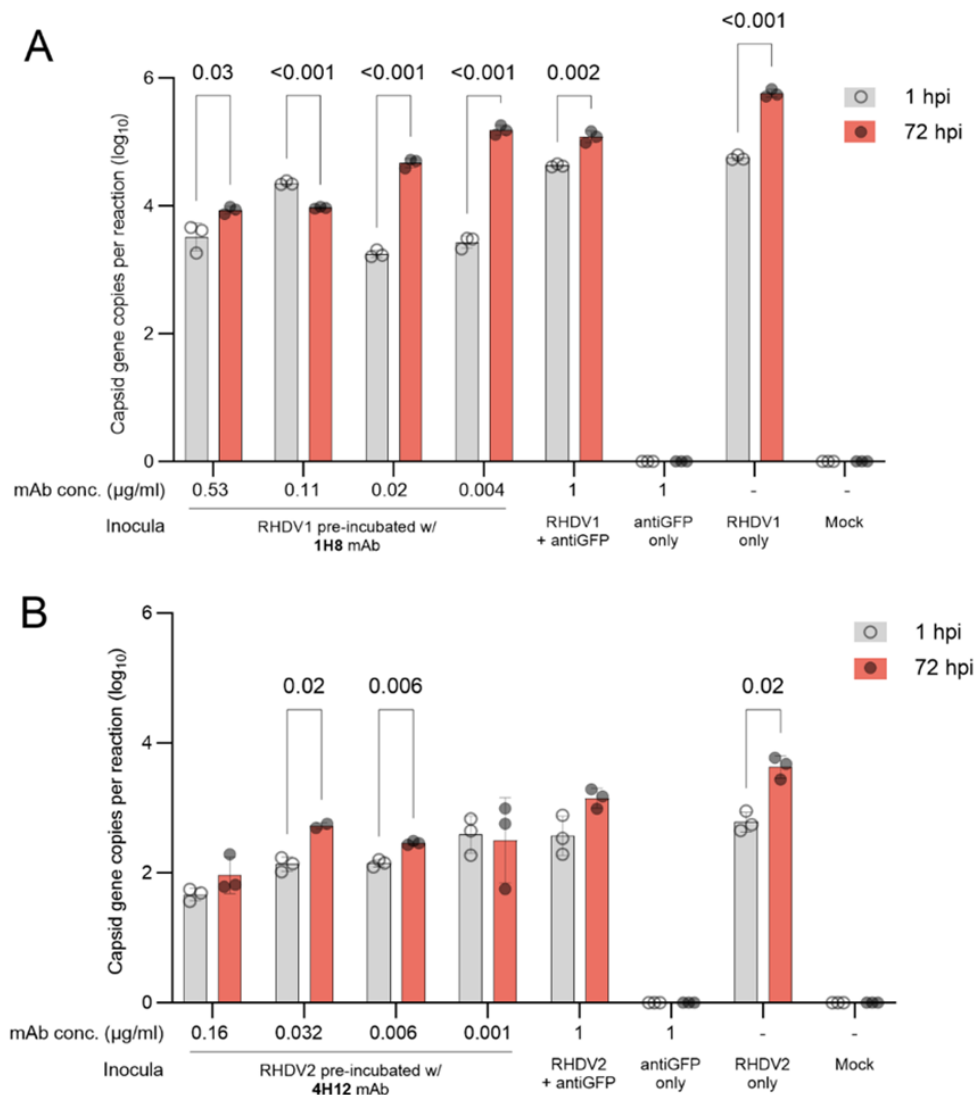 A
<0.001
0.03 <0.001 <0.001 <0.001 0.002
1 hpi
72 hpi
Capsid gene copies per reaction (log10)
6
4
2
0
mAb conc. (µg/ml) 0.53 0.11 0.02 0.004 1 1 - -
Inocula RHDV1 pre-incubated w/ RHDV1 antiGFP RHDV1 Mock
1H8 mAb + antiGFP only only
B
1 hpi
72 hpi
0.02 0.006 0.02
Capsid gene copies per reaction (log10)
6
4
2
0
mAb conc. (µg/ml) 0.16 0.032 0.006 0.001 1 1 - -
Inocula RHDV2 pre-incubated w/ RHDV2 antiGFP RHDV2 Mock
4H12 mAb + antiGFP only only